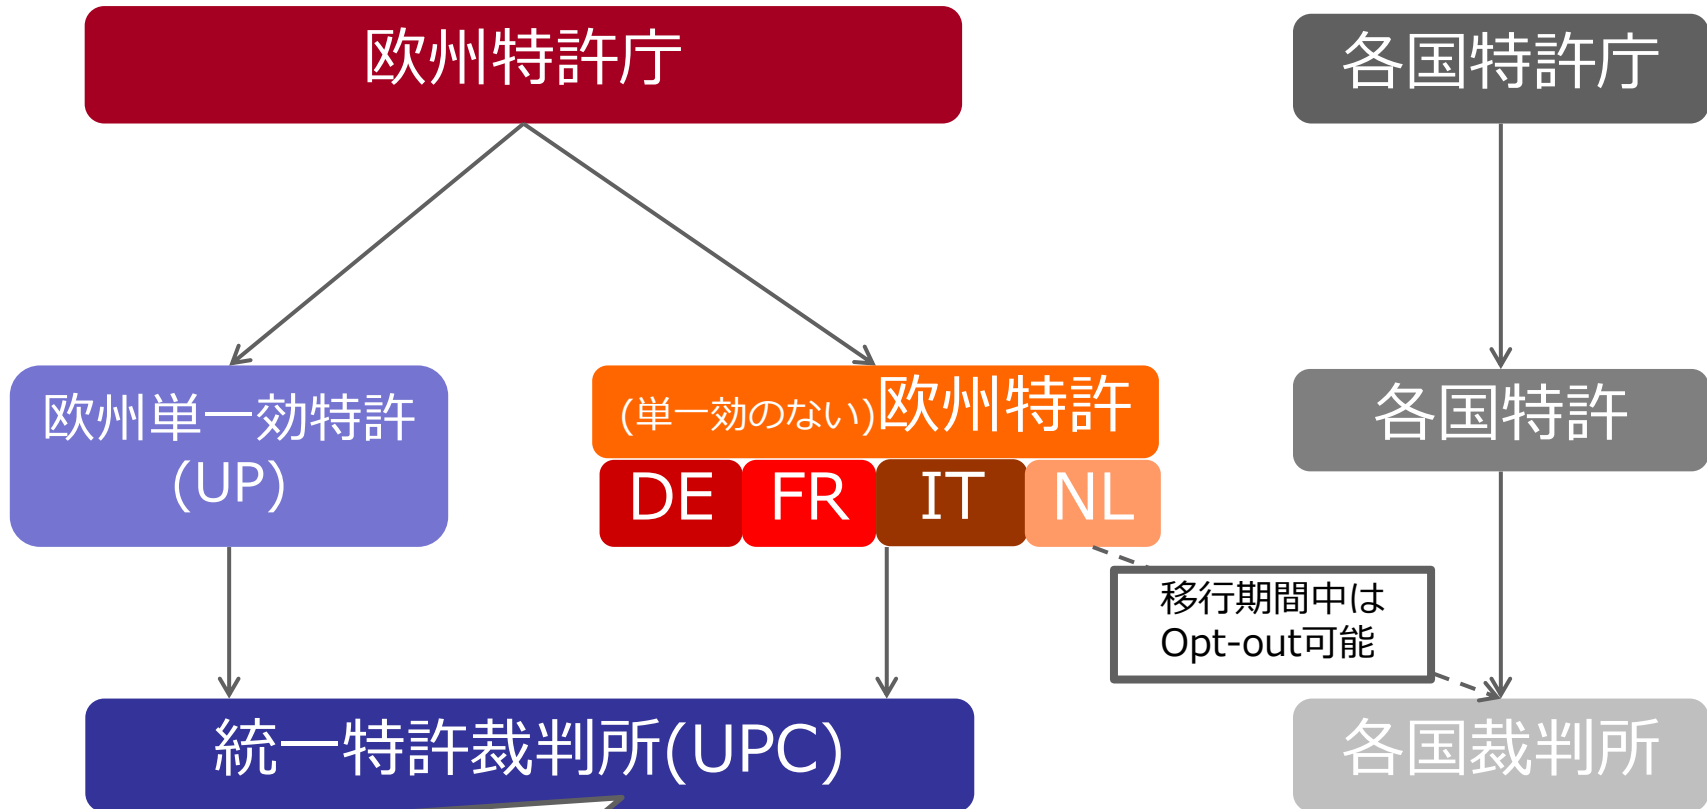 欧州特許庁
各国特許庁
欧州単一効特許
(UP)
(単一効のない)欧州特許
DE FR IT NL
各国特許
移行期間中は
Opt-out可能
統一特許裁判所(UPC)
各国裁判所